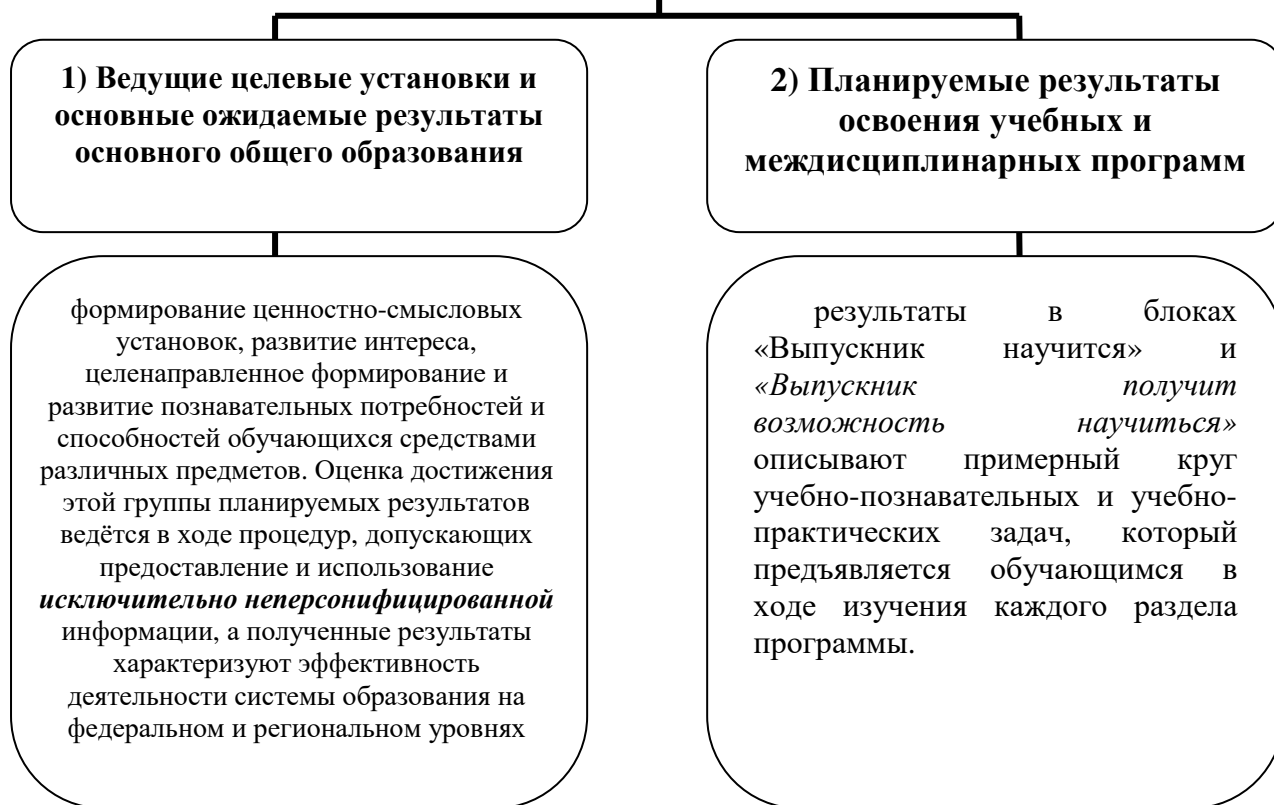 1) Ведущие целевые установки и
основные ожидаемые результаты
основного общего образования
2) Планируемые результаты
освоения учебных и
междисциплинарных программ
формирование ценностно-смысловых
установок, развитие интереса,
целенаправленное формирование и
развитие познавательных потребностей и
способностей обучающихся средствами
различных предметов. Оценка достижения
этой группы планируемых результатов
ведётся в ходе процедур, допускающих
предоставление и использование
исключительно неперсонифицированной
информации, а полученные результаты
характеризуют эффективность
деятельности системы образования на
федеральном и региональном уровнях
результаты в блоках
«Выпускник научится» и
«Выпускник получит
возможность научиться»
описывают примерный круг
учебно-познавательных и учебно-
практических задач, который
предъявляется обучающимся в
ходе изучения каждого раздела
программы.